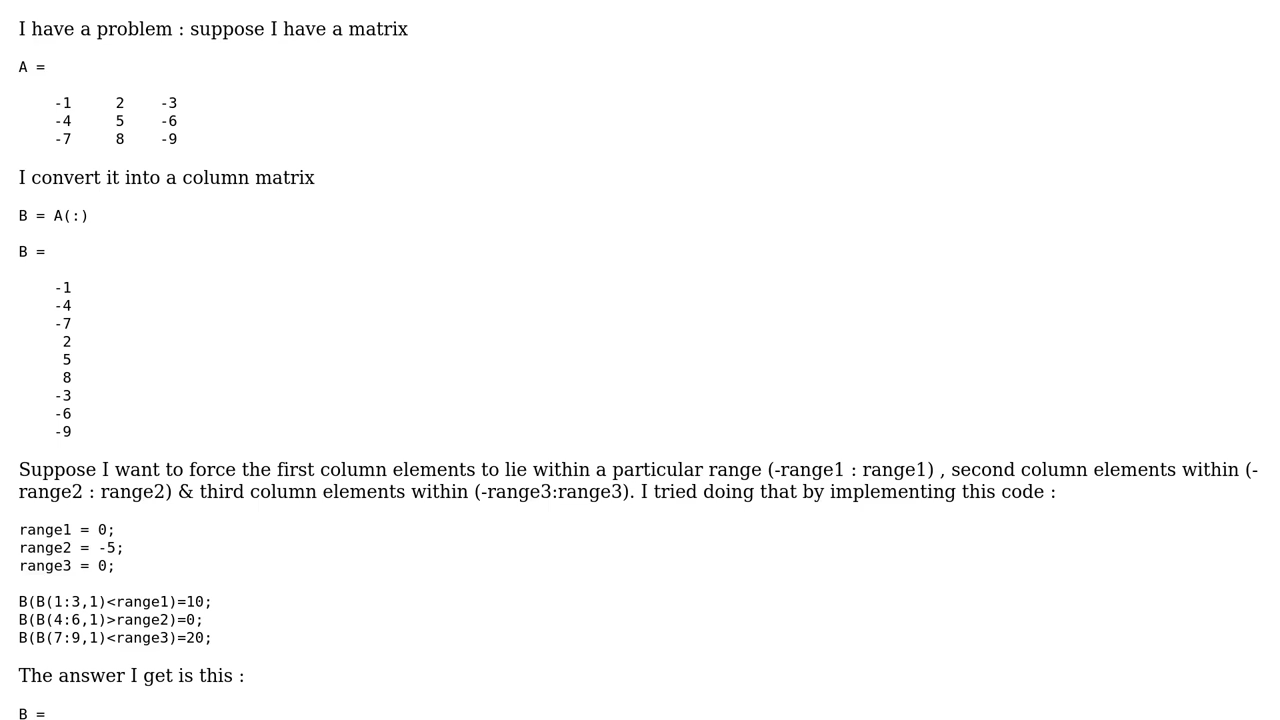 I have a problem : suppose I have a matrix
A =
    -1     2    -3
    -4     5    -6
    -7     8    -9
I convert it into a column matrix
B = A(:)
B =
    -1
    -4
    -7
     2
     5
     8
    -3
    -6
    -9
Suppose I want to force the first column elements to lie within a particular range (-range1 : range1) , second column elements within (-
range2 : range2) & third column elements within (-range3:range3). I tried doing that by implementing this code :
range1 = 0;
range2 = -5;
range3 = 0;
B(B(1:3,1)<range1)=10;
B(B(4:6,1)>range2)=0;
B(B(7:9,1)<range3)=20;
The answer I get is this :
B =